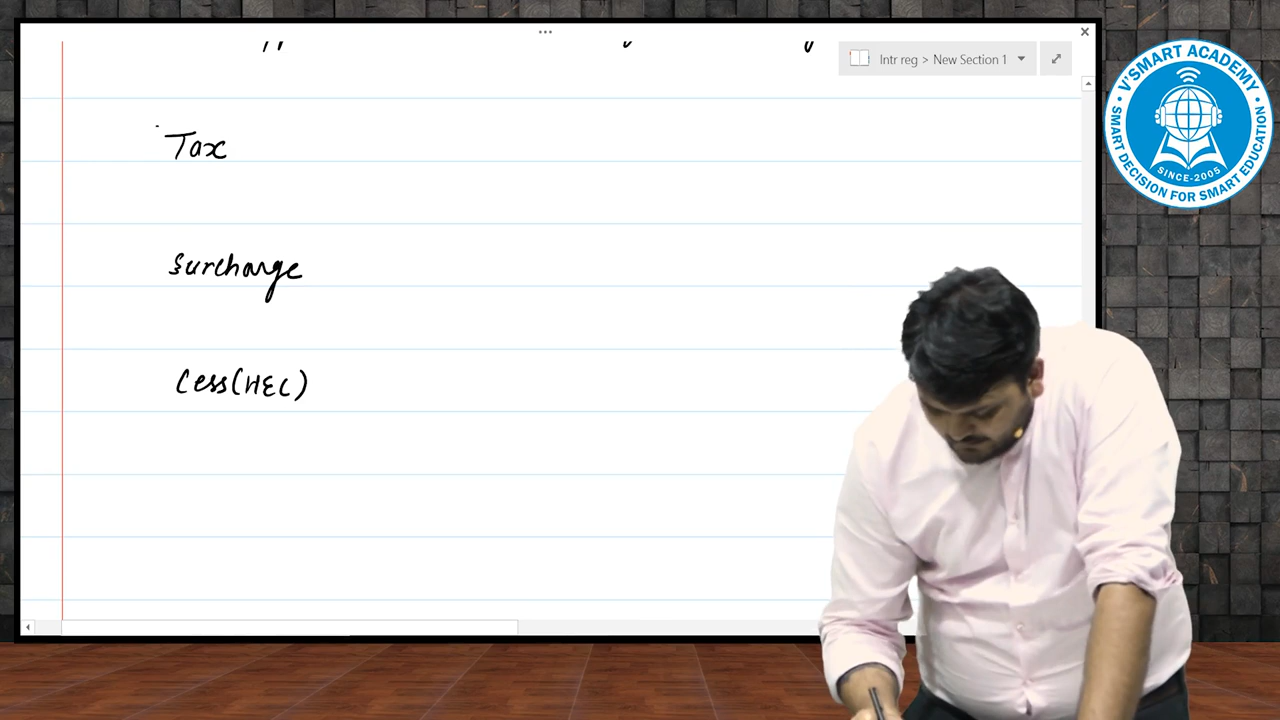 Intr reg > New Section 1
Tax
Surcharge
Cess(HEC)
V'SMART ACADEMY
SINCE-2005
SMART DECISION FOR SMART EDUCATION